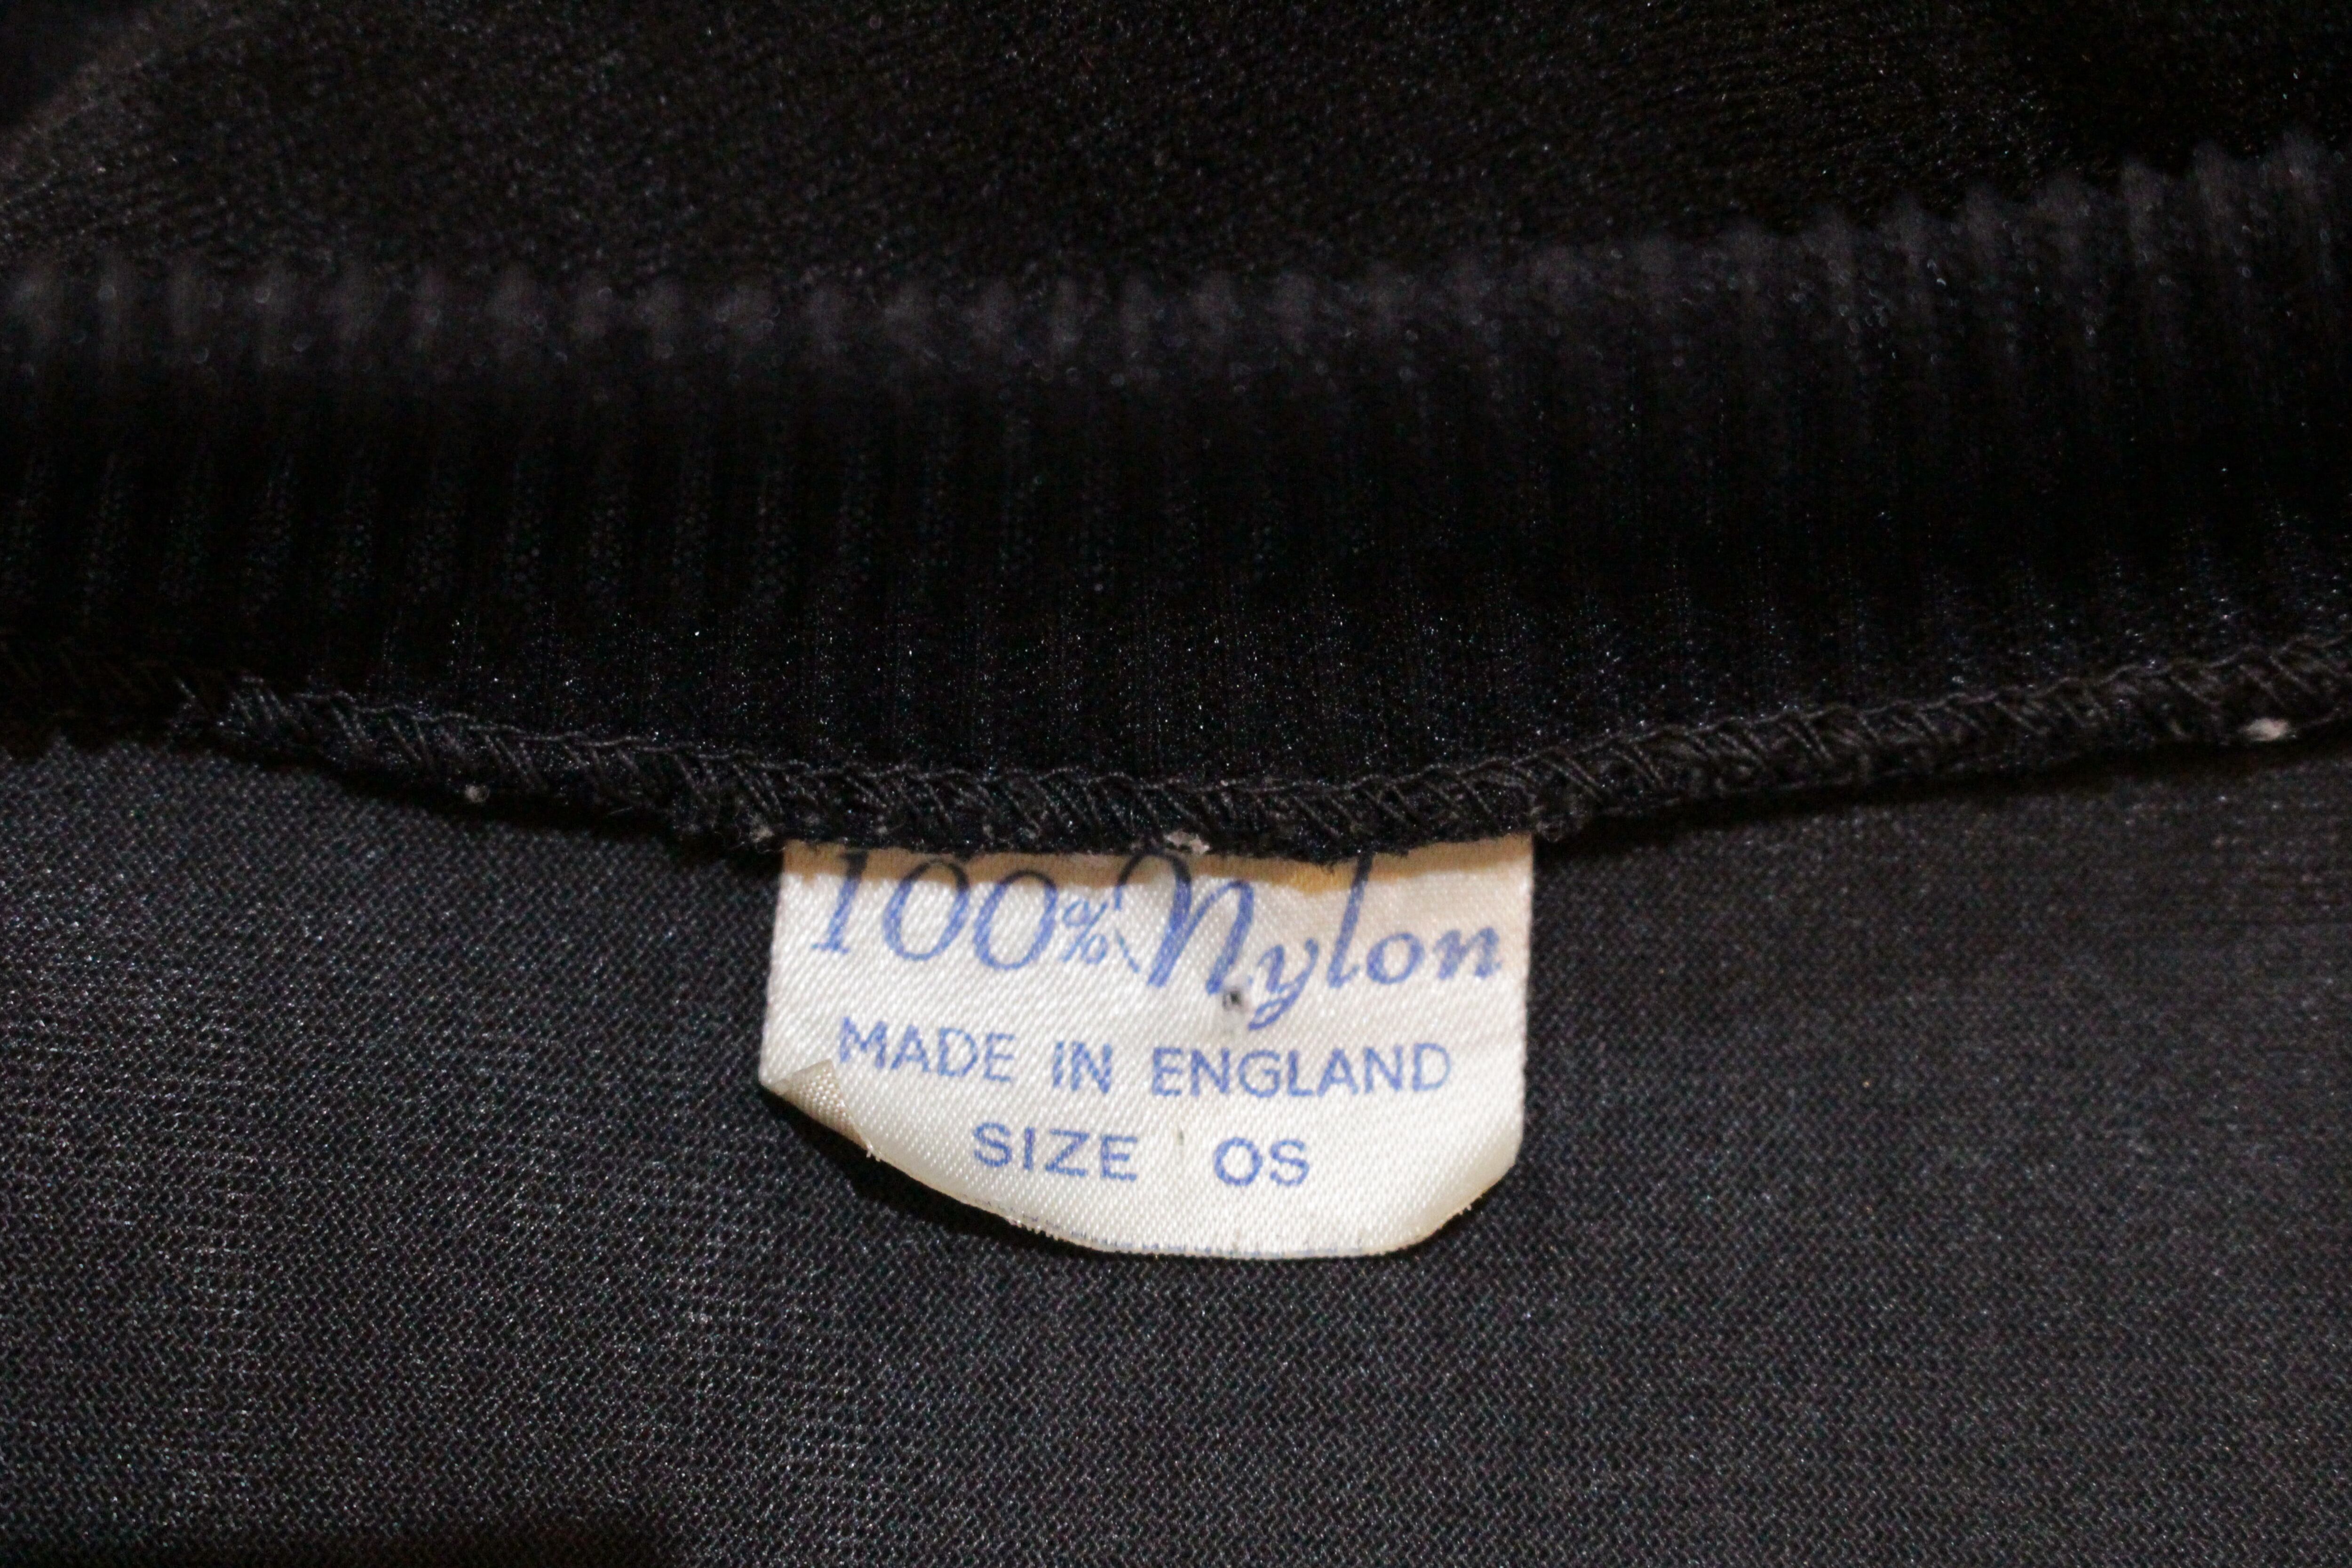 100% Nylon
MADE IN ENGLAND
SIZE OS